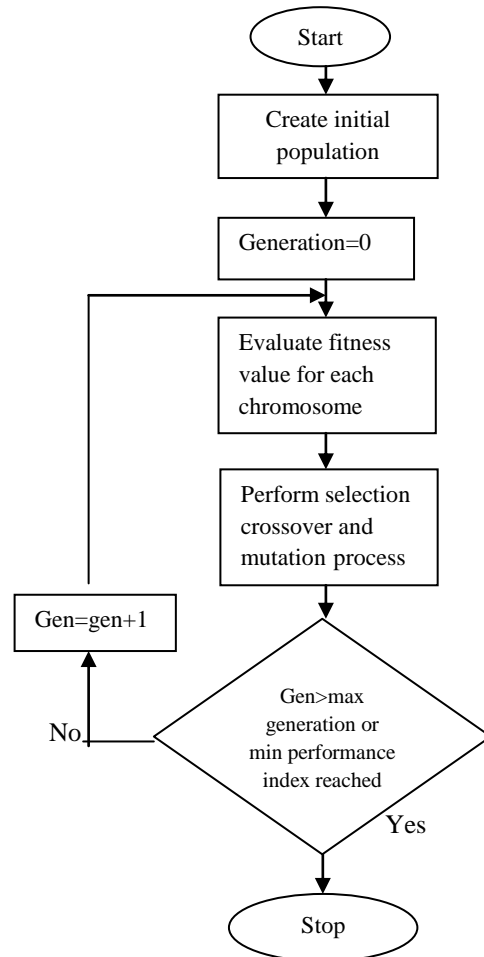 Start
Create initial
population
Generation=0
Evaluate fitness
value for each
chromosome
Perform selection
crossover and
mutation process
Gen=gen+1
Gen>max
generation or
min performance
index reached
No
Yes
Stop